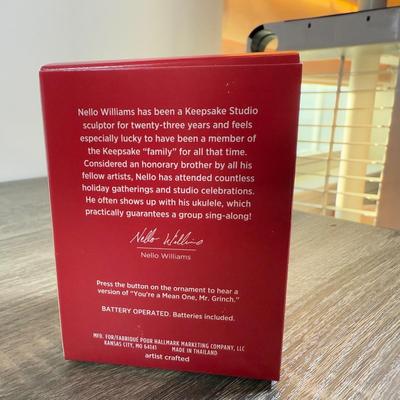 Nello Williams has been a Keepsake Studio
sculptor for twenty-three years and feels
especially lucky to have been a member of
the Keepsake “family” for all that time.
Considered an honorary brother by all his
fellow artists, Nello has attended countless
holiday gatherings and studio celebrations.
He often shows up with his ukulele, which
practically guarantees a group sing-along!
Nello Williams
Nello Williams
Press the button on the ornament to hear a
version of “You're a Mean One, Mr. Grinch.”
BATTERY OPERATED. Batteries included.
MFG. FOR/FABRIQUÉ POUR HALLMARK MARKETING COMPANY, LLC
KANSAS CITY, MO 64141 MADE IN THAILAND
artist crafted